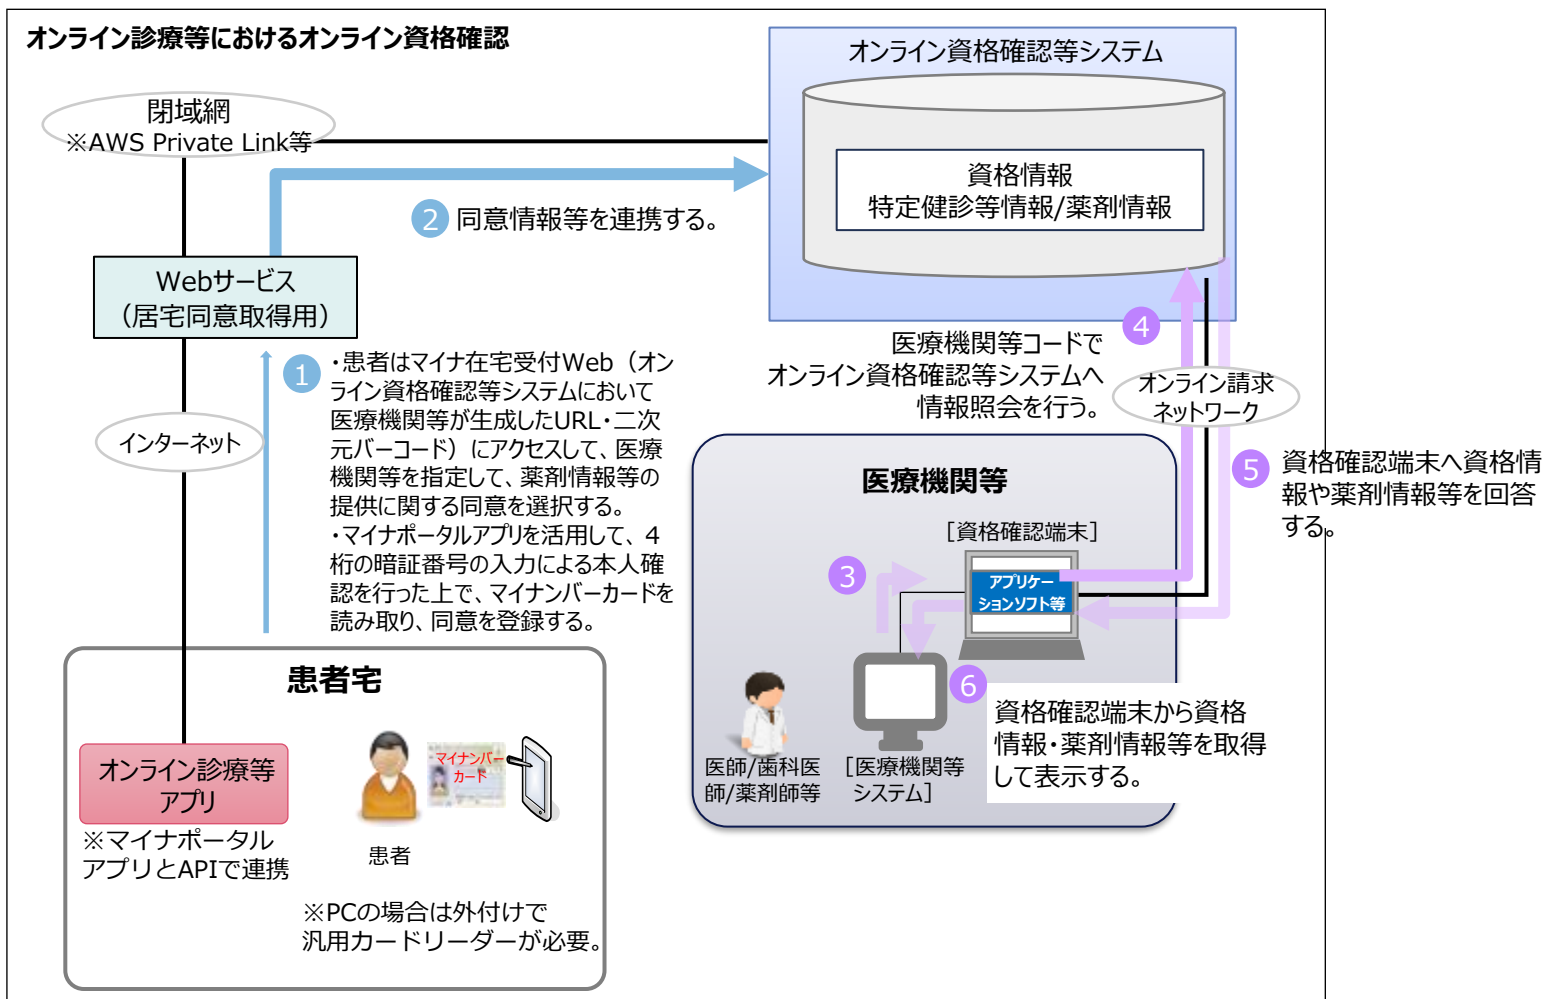 オンライン診療等におけるオンライン資格確認
オンライン資格確認等システム
資格情報
特定健診等情報/薬剤情報
閉域網
※AWS Private Link等
2 同意情報等を連携する。
Webサービス
（居宅同意取得用）
インターネット
1
・患者はマイナ在宅受付Web（オン
ライン資格確認等システムにおいて
医療機関等が生成したURL・二次
元バーコード）にアクセスして、医療
機関等を指定して、薬剤情報等の
提供に関する同意を選択する。
・マイナポータルアプリを活用して、4
桁の暗証番号の入力による本人確
認を行った上で、マイナンバーカードを
読み取り、同意を登録する。
4
医療機関等コードで
オンライン資格確認等システムへ
情報照会を行う。
オンライン請求
ネットワーク
5
資格確認端末へ資格情
報や薬剤情報等を回答
する。
医療機関等
［資格確認端末］
アプリケー
ションソフト等
3
6
資格確認端末から資格
情報・薬剤情報等を取得
して表示する。
医師/歯科医
師/薬剤師等
［医療機関等
システム］
患者宅
オンライン診療等
アプリ
※マイナポータル
アプリとAPIで連携
マイナンバー
カード
患者
※PCの場合は外付けで
汎用カードリーダーが必要。